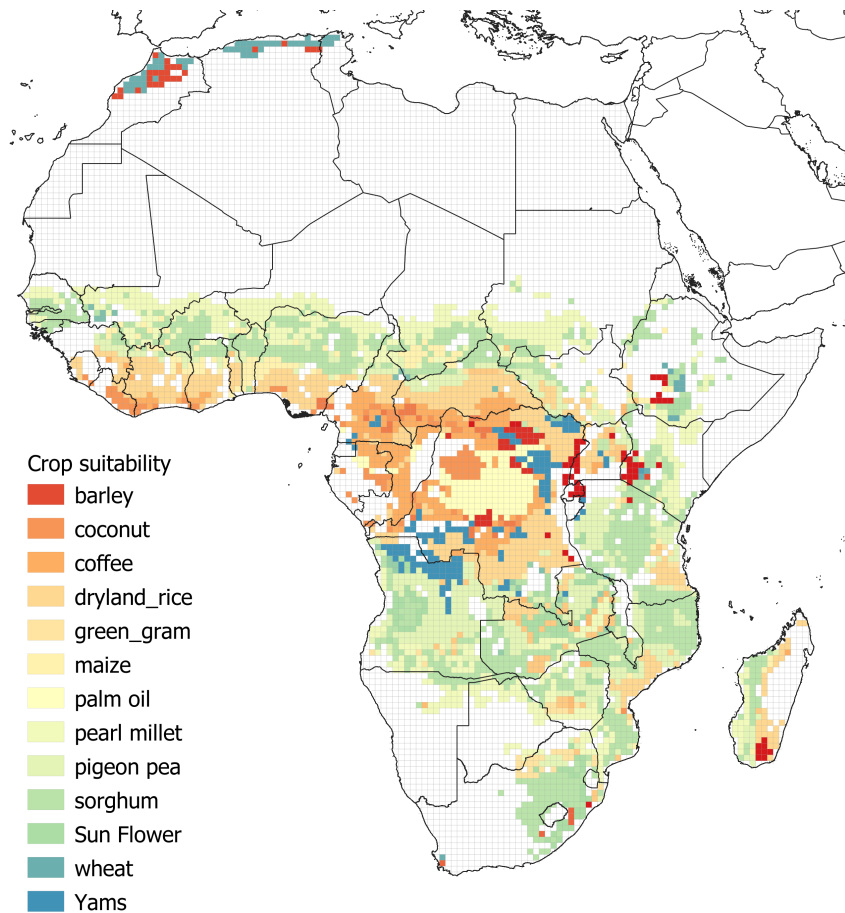 Crop suitability
barley
coconut
coffee
dryland_rice
green_gram
maize
palm oil
pearl millet
pigeon pea
sorghum
Sun Flower
wheat
Yams